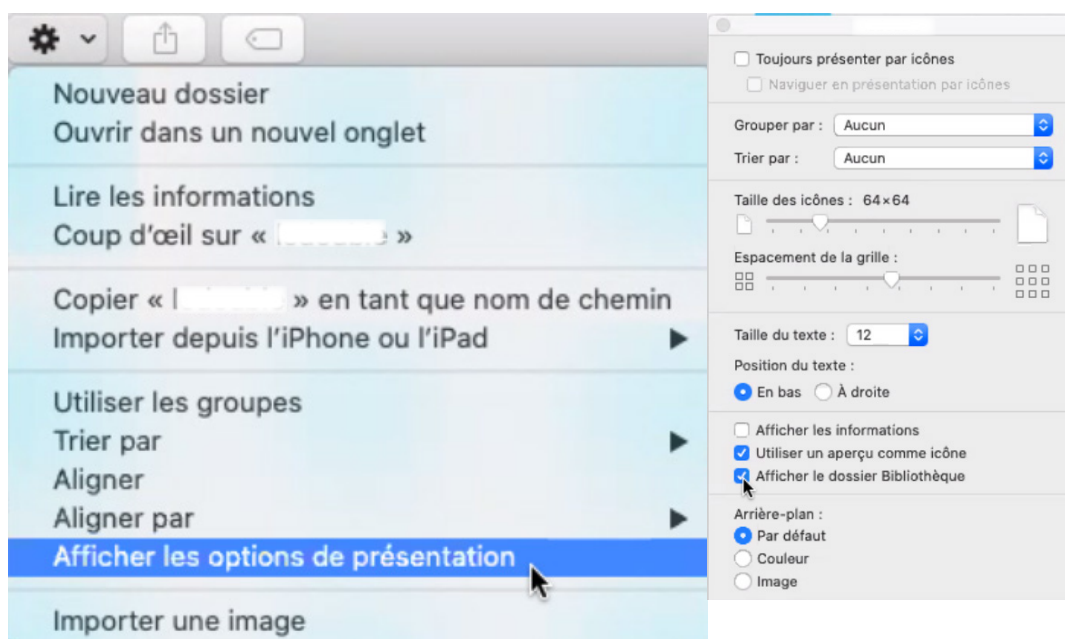 Nouveau dossier
Ouvrir dans un nouvel onglet
Lire les informations
Coup d'œil sur « »
Copier « » en tant que nom de chemin
Importer depuis l'iPhone ou l'iPad
Utiliser les groupes
Trier par
Aligner
Aligner par
Afficher les options de présentation
Importer une image
Toujours présenter par icônes
Naviguer en présentation par icônes
Grouper par : Aucun
Trier par : Aucun
Taille des icônes : 64×64
Espacement de la grille :
Taille du texte : 12
Position du texte :
En bas À droite
Afficher les informations
Utiliser un aperçu comme icône
Afficher le dossier Bibliothèque
Arrière-plan :
Par défaut
Couleur
Image